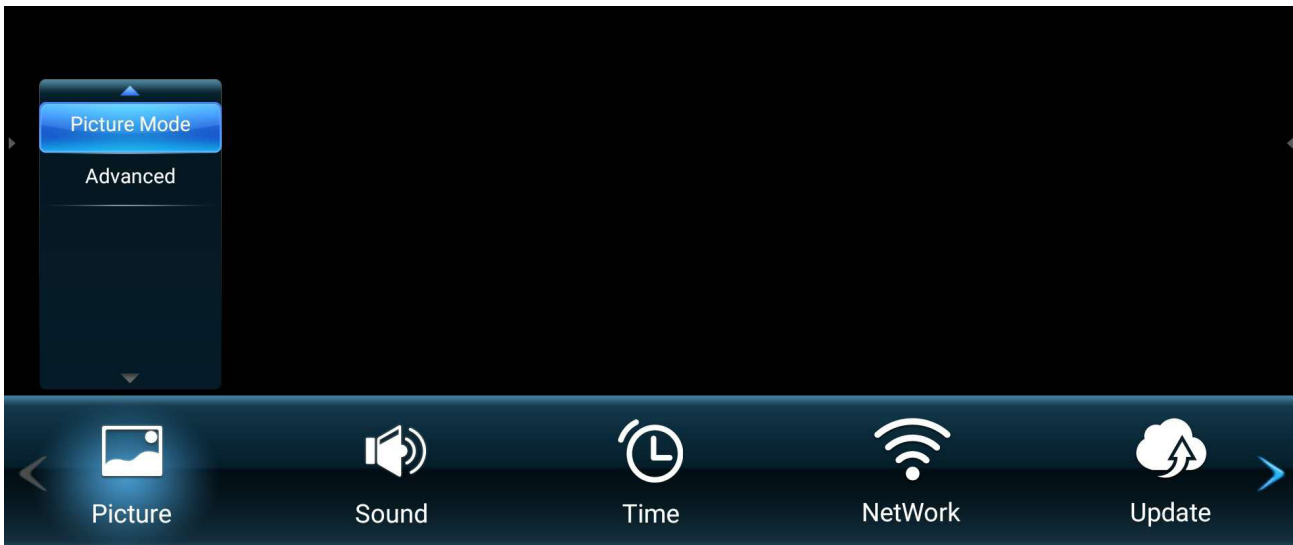 Picture Mode
Advanced
Picture
Sound
Time
NetWork
Update